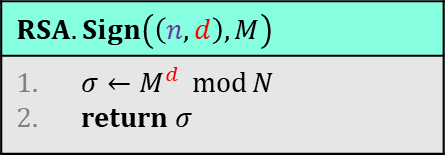 RSA.Sign((n, d), M)
1. σ ← M^d mod N
2. return σ